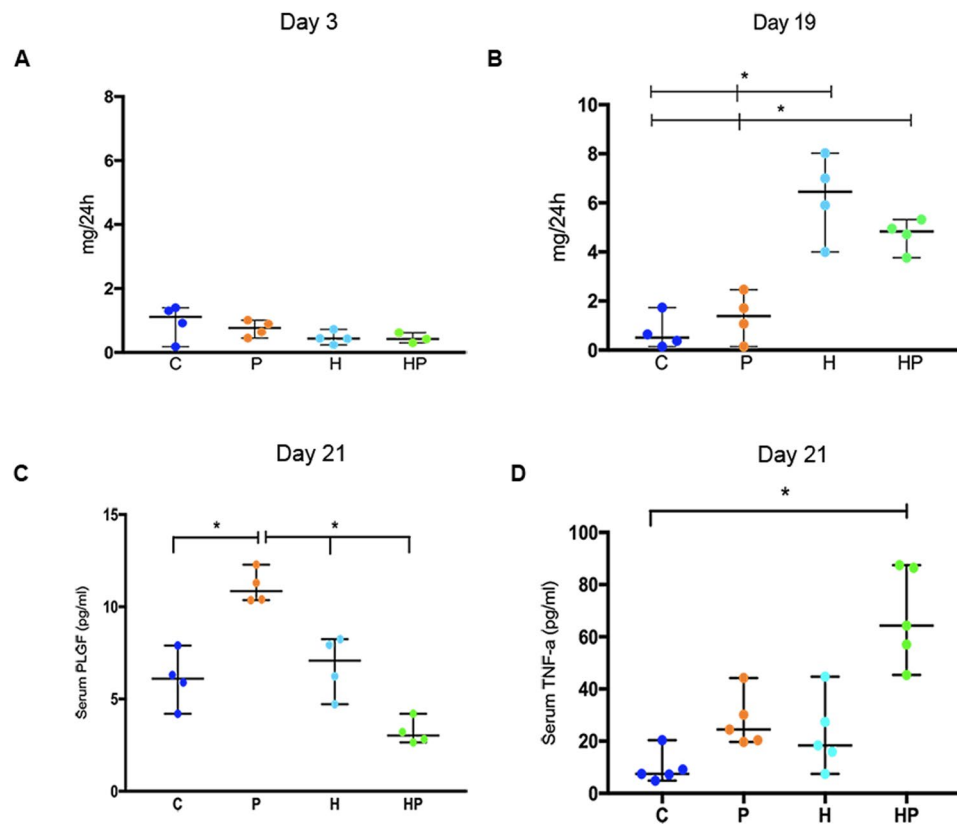 Day 3
A
mg/24h
8
6
4
2
0
C P H HP
Day 19
B
mg/24h
*
*
10
8
6
4
2
0
C P H HP
Day 21
C
Serum PLGF (pg/ml)
* *
15
10
5
0
C P H HP
Day 21
D
Serum TNF-a (pg/ml)
*
100
80
60
40
20
0
C P H HP